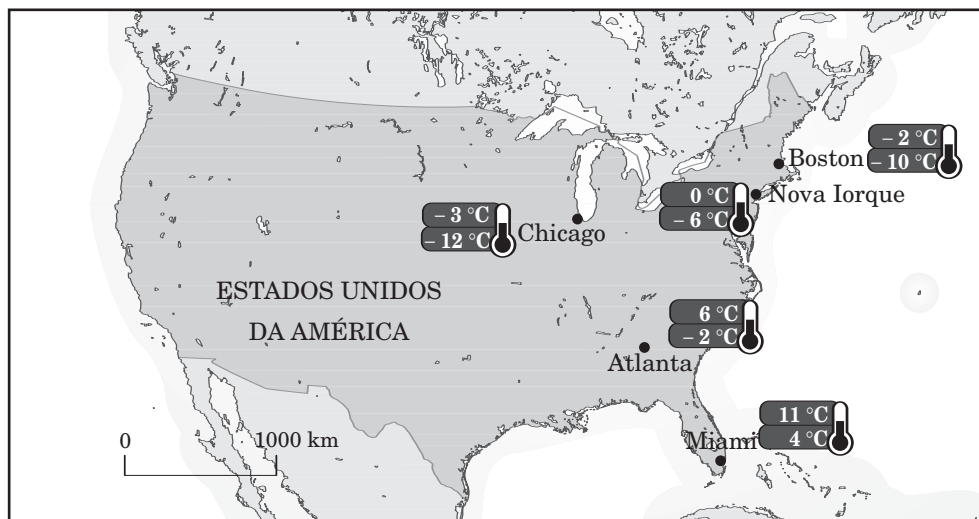 – 2 °C
– 10 °C
Boston
Nova Iorque
0 °C
– 6 °C
– 3 °C
– 12 °C
Chicago
ESTADOS UNIDOS
DA AMÉRICA
6 °C
– 2 °C
Atlanta
11 °C
4 °C
Miami
0 1000 km